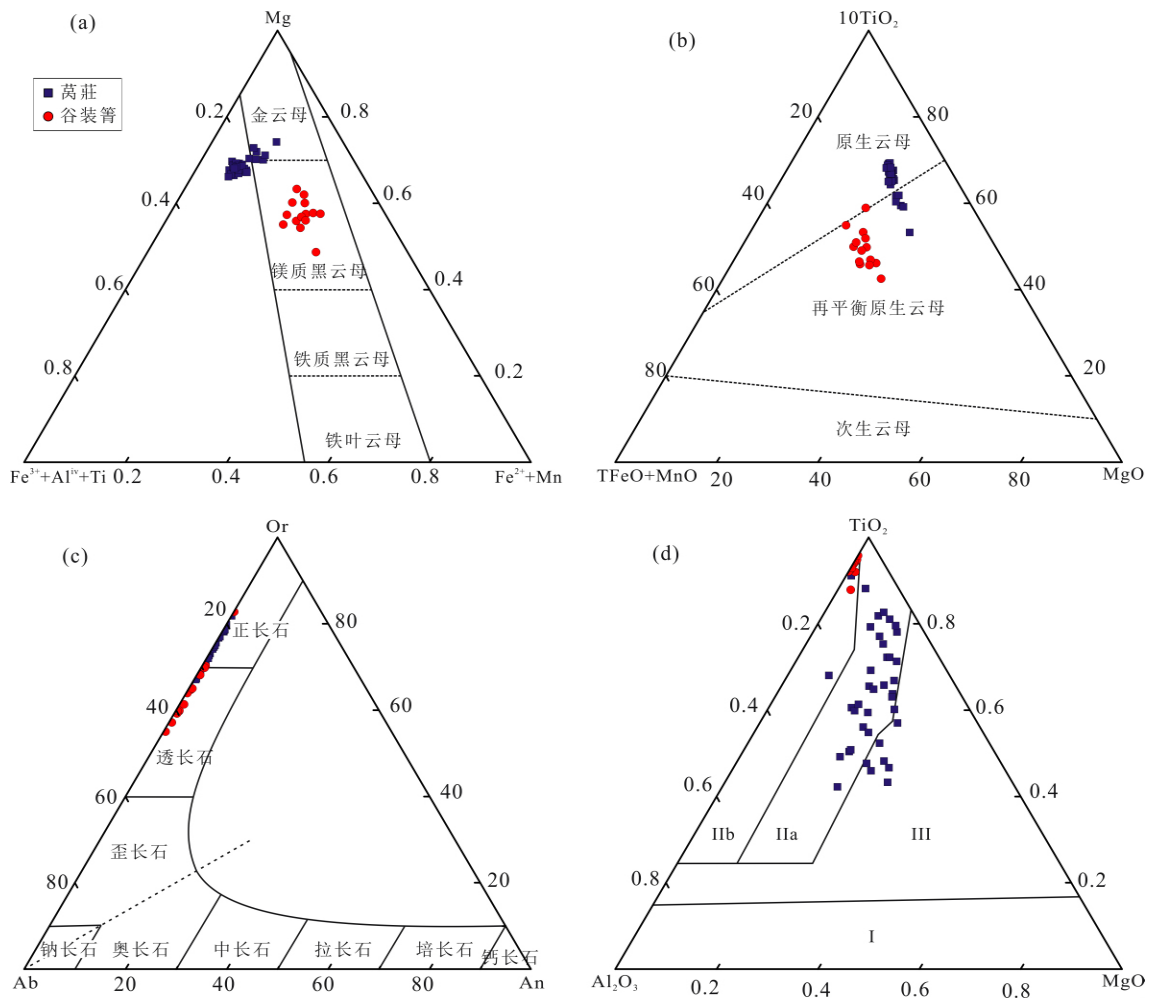 (a)
Mg
莴莊
谷装箐
0.2
0.8
金云母
0.4
0.6
镁质黑云母
0.6
0.4
铁质黑云母
0.8
0.2
铁叶云母
Fe³⁺+Alⁱᵛ+Ti
0.2
0.4
0.6
Fe²⁺+Mn
(b)
10TiO₂
20
80
原生云母
40
60
60
40
再平衡原生云母
80
20
次生云母
TFeO+MnO
20
40
60
80
MgO
(c)
Or
20
80
正长石
40
60
透长石
60
40
歪长石
80
20
钠长石
奥长石
中长石
拉长石
培长石
钙长石
Ab
20
40
60
80
An
(d)
TiO₂
0.2
0.8
0.4
0.6
0.6
0.4
IIb
IIa
III
0.8
0.2
I
Al₂O₃
0.2
0.4
0.6
0.8
MgO